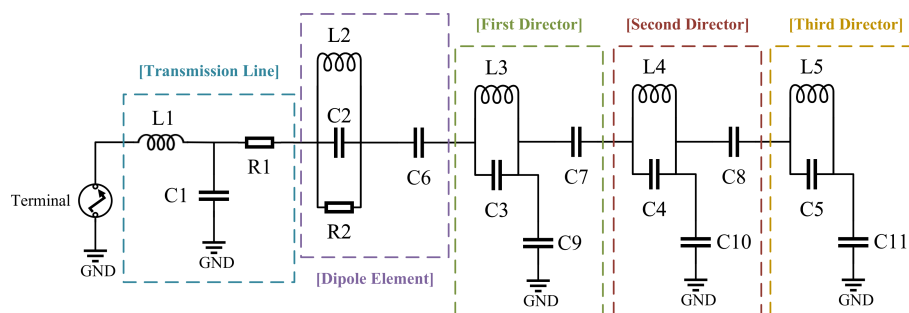 [First Director]
[Second Director]
[Third Director]
[Transmission Line]
L2
L3
L4
L5
L1
C2
R1
C6
C7
C8
Terminal
C1
C3
C4
C5
R2
C9
C10
C11
GND
GND
[Dipole Element]
GND
GND
GND